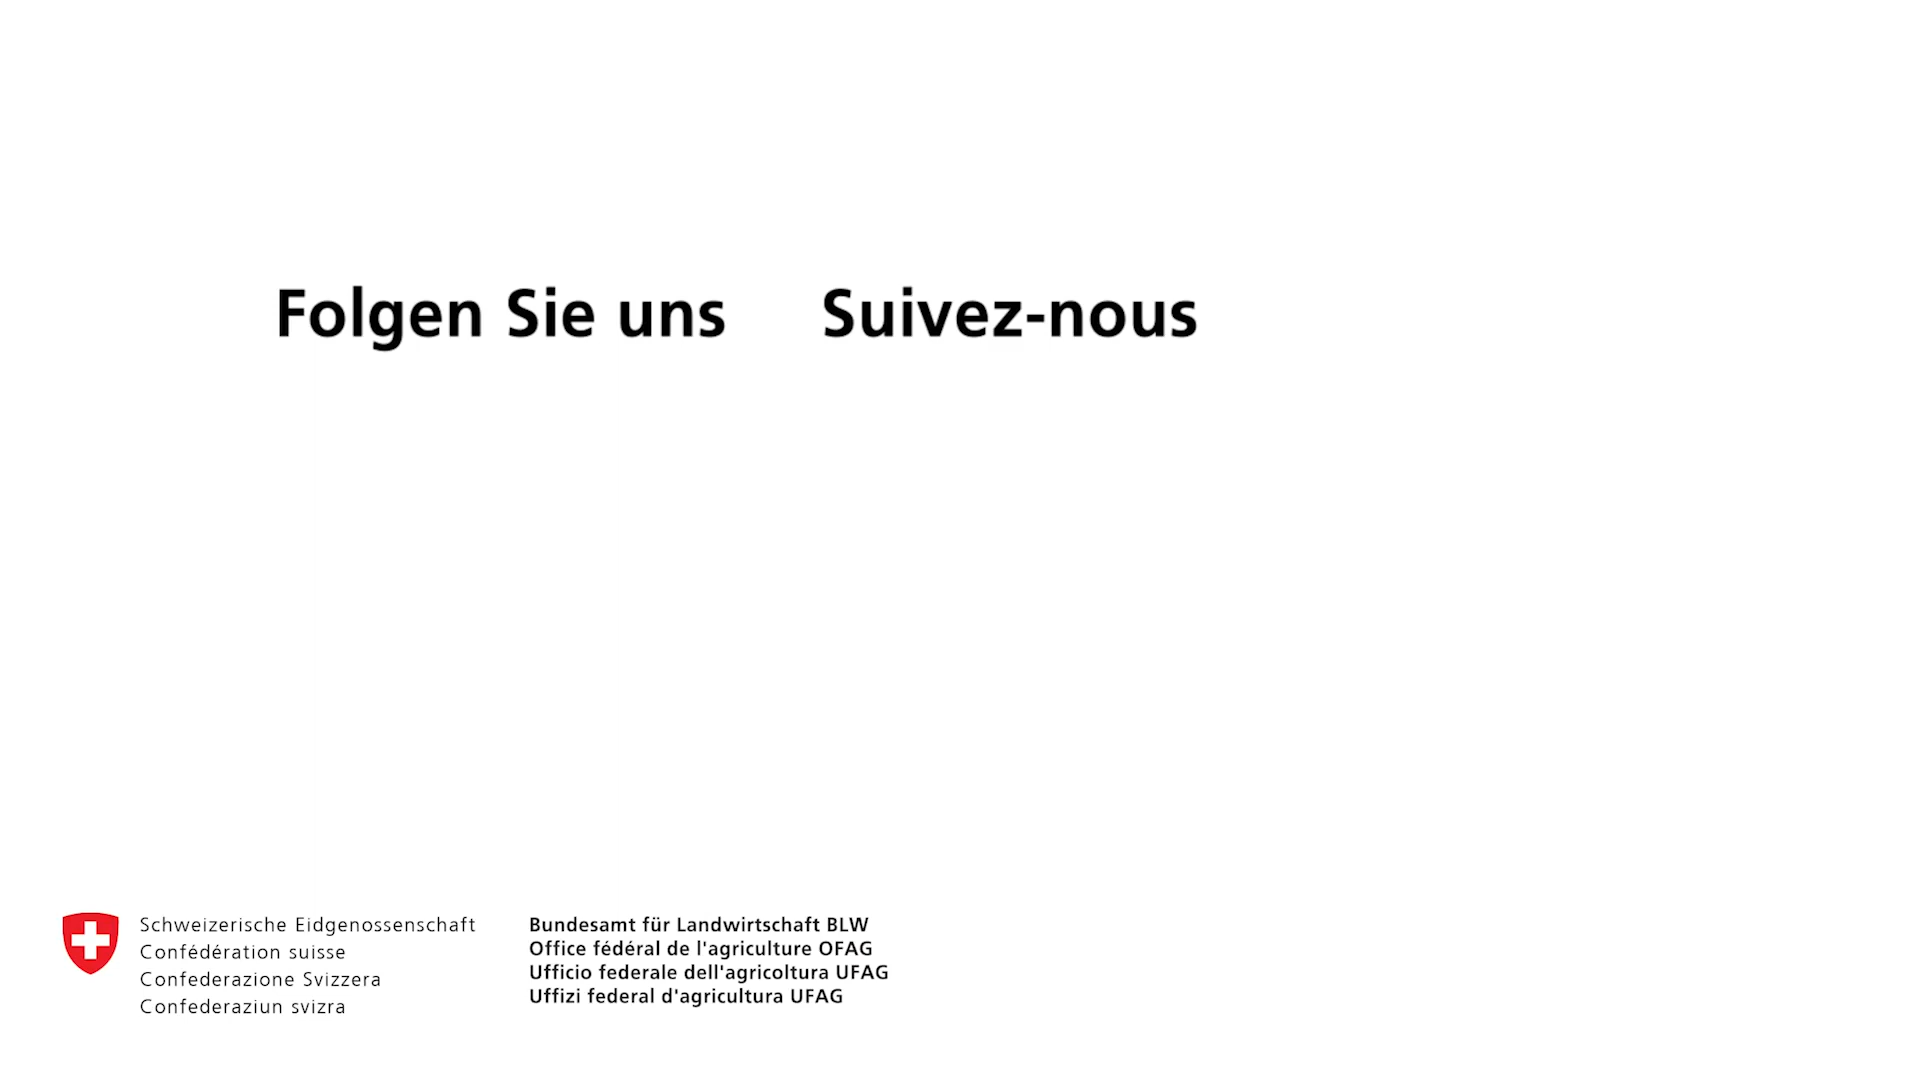 Folgen Sie uns Suivez-nous
Schweizerische Eidgenossenschaft
Confédération suisse
Confederazione Svizzera
Confederaziun svizra
Bundesamt für Landwirtschaft BLW
Office fédéral de l'agriculture OFAG
Ufficio federale dell'agricoltura UFAG
Uffizi federal d'agricultura UFAG